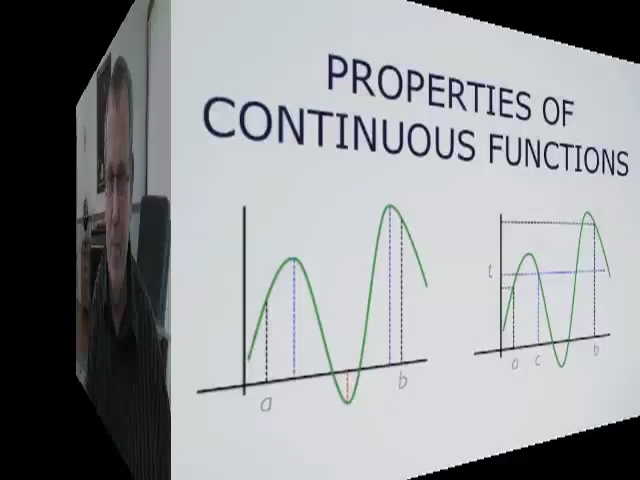 PROPERTIES OF
CONTINUOUS FUNCTIONS
a
b
t
a c b